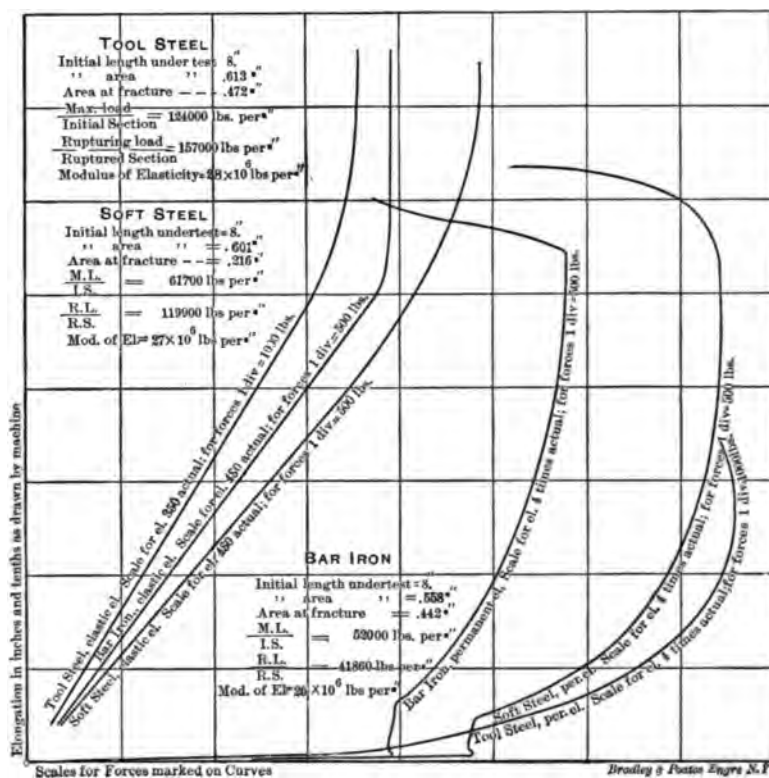 TOOL STEEL
Initial length under test 8."
,, area ,, .613 ▪"
Area at fracture — — — .472 ▪"
Max. load
Initial Section
= 124000 lbs. per ▪"
Rupturing load
Ruptured Section
= 157000 lbs per ▪"
Modulus of Elasticity = 28×10⁶ lbs per ▪"
SOFT STEEL
Initial length undertest = 8."
,, area ,, = .601 ▪"
Area at fracture — — = .216 ▪"
M.L.
I.S.
= 61700 lbs per ▪"
R.L.
R.S.
= 119900 lbs per ▪"
Mod. of El = 27×10⁶ lbs per ▪"
BAR IRON
Initial length undertest = 8."
,, area ,, = .558 ▪"
Area at fracture = .442 ▪"
M.L.
I.S.
= 52000 lbs. per ▪"
R.L.
R.S.
= 41860 lbs per ▪"
Mod. of El = 26 ×10⁶ lbs per ▪"
Tool Steel, elastic el. Scale for el. 350 actual; for forces 1 div = 1000 lbs.
Bar Iron, elastic el. Scale for el. 450 actual; for forces 1 div = 500 lbs.
Soft Steel, elastic el. Scale for el. 450 actual; for forces 1 div = 500 lbs.
Bar Iron, permanent el. Scale for el. 4 times actual; for forces 1 div = 500 lbs.
Soft Steel, per. el. Scale for el. 4 times actual; for forces 1 div = 500 lbs.
Tool Steel, per. el. Scale for el. 4 times actual; for forces 1 div. 1000 lbs.
Elongation in inches and tenths as drawn by machine
Scales for Forces marked on Curves
Bradley & Poates Engrs N.Y.